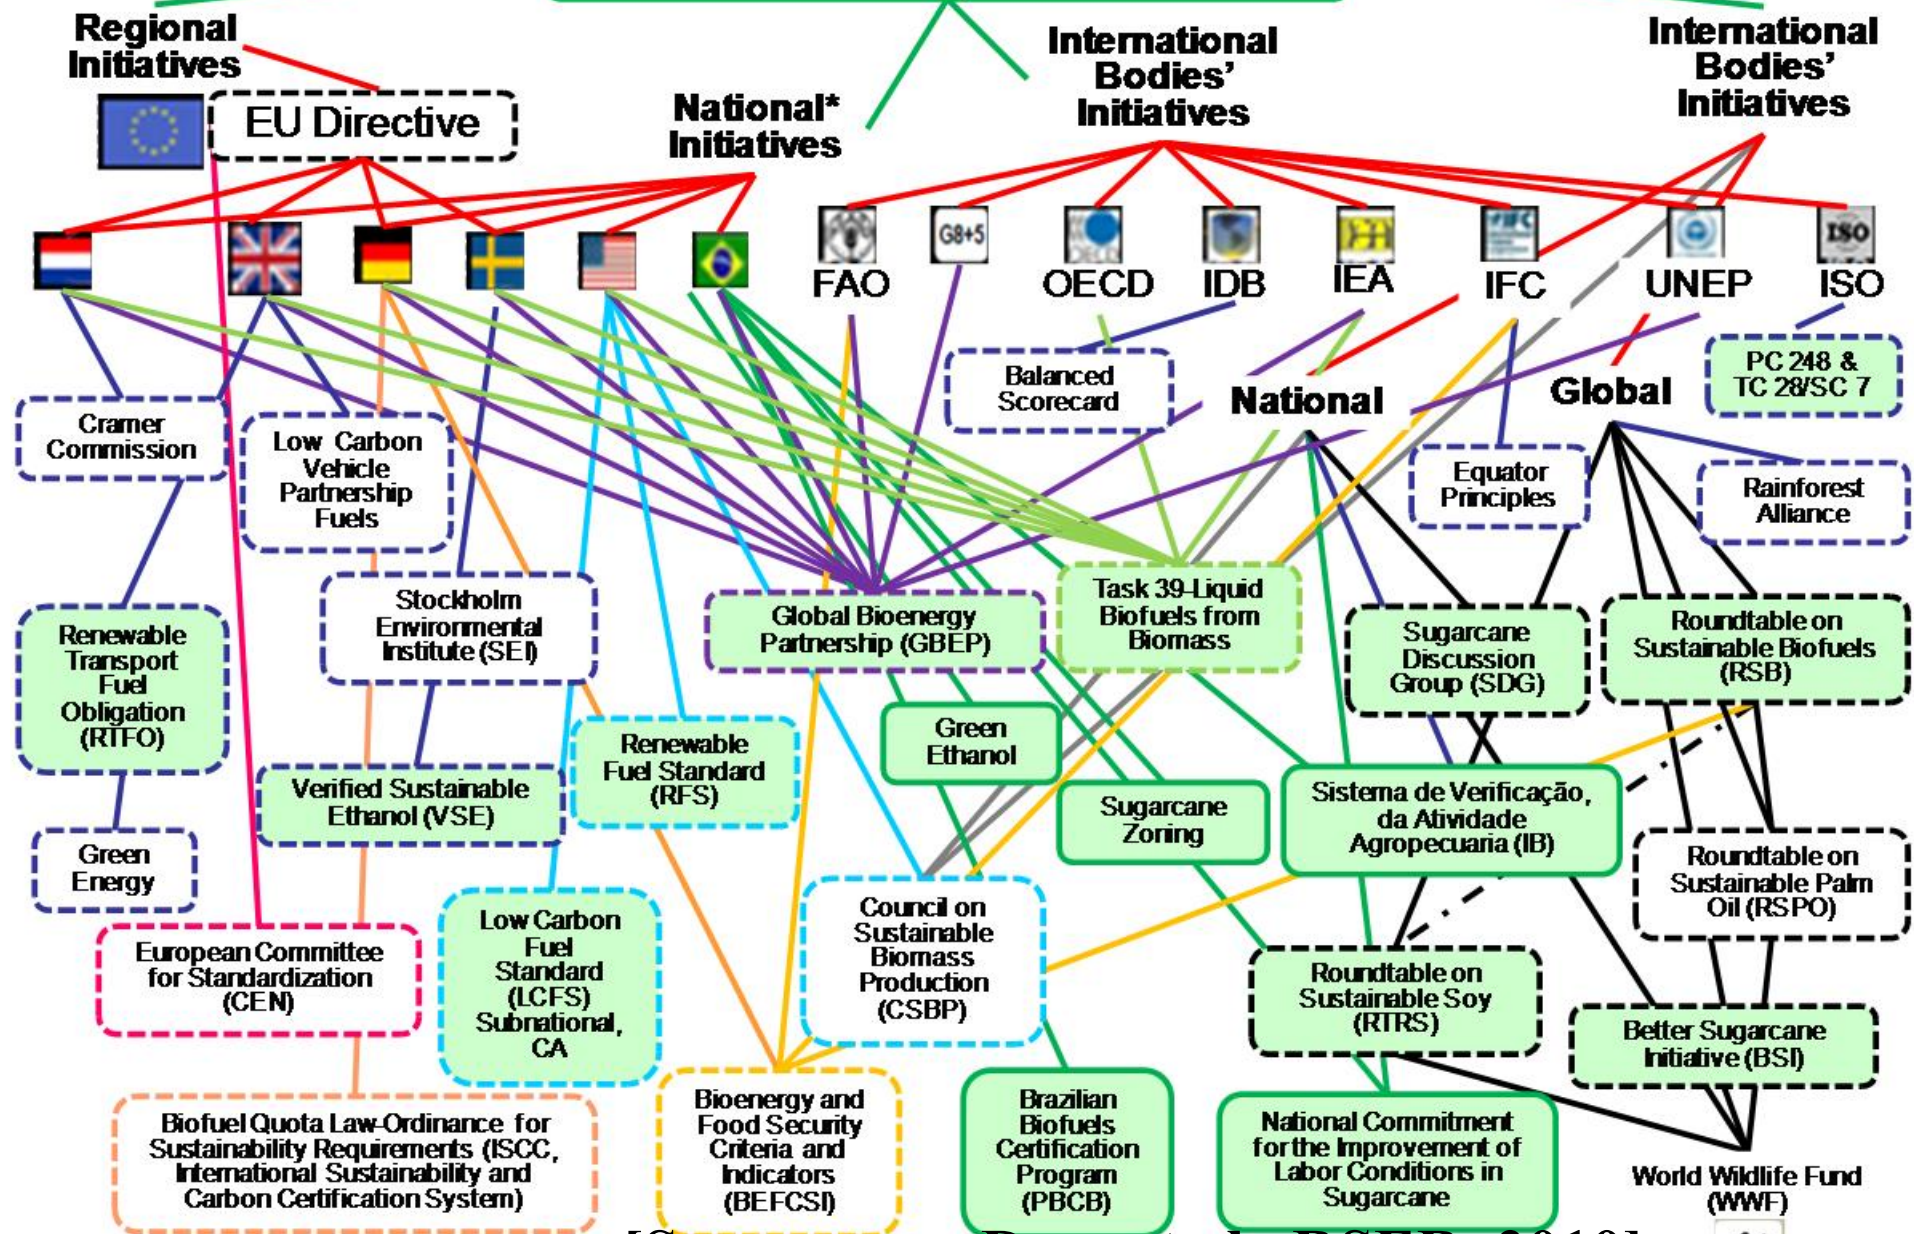 Regional
Initiatives
EU Directive
National*
Initiatives
International
Bodies'
Initiatives
International
Bodies'
Initiatives
G8+5
OECD
IFC
ISO
FAO
OECD
IDB
IEA
IFC
UNEP
ISO
PC 248 &
TC 28/SC 7
Balanced
Scorecard
National
Global
Cramer
Commission
Low Carbon
Vehicle
Partnership
Fuels
Equator
Principles
Rainforest
Alliance
Renewable
Transport
Fuel
Obligation
(RTFO)
Stockholm
Environmental
Institute (SEI)
Global Bioenergy
Partnership (GBEP)
Task 39-Liquid
Biofuels from
Biomass
Sugarcane
Discussion
Group (SDG)
Roundtable on
Sustainable Biofuels
(RSB)
Green
Ethanol
Renewable
Fuel Standard
(RFS)
Verified Sustainable
Ethanol (VSE)
Sugarcane
Zoning
Sistema de Verificação,
da Atividade
Agropecuaria (IB)
Green
Energy
Roundtable on
Sustainable Palm
Oil (RSPO)
European Committee
for Standardization
(CEN)
Low Carbon
Fuel
Standard
(LCFS)
Subnational,
CA
Council on
Sustainable
Biomass
Production
(CSBP)
Roundtable on
Sustainable Soy
(RTRS)
Better Sugarcane
Initiative (BSI)
Biofuel Quota Law-Ordinance for
Sustainability Requirements (ISCC,
International Sustainability and
Carbon Certification System)
Bioenergy and
Food Security
Criteria and
Indicators
(BEFCSI)
Brazilian
Biofuels
Certification
Program
(PBCB)
National Commitment
for the Improvement of
Labor Conditions in
Sugarcane
World Wildlife Fund
(WWF)